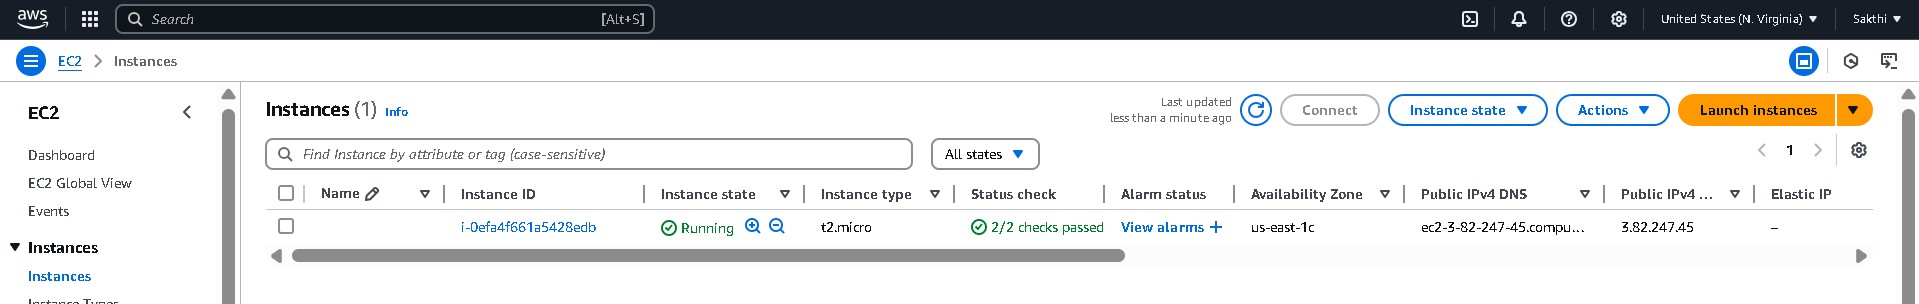 aws
Search [Alt+S]
United States (N. Virginia) Sakthi
EC2 > Instances
EC2
Dashboard
EC2 Global View
Events
Instances
Instances
Instance Types
Instances (1) Info
Last updated
less than a minute ago
Connect Instance state Actions Launch instances
Find Instance by attribute or tag (case-sensitive) All states
1
Name Instance ID Instance state Instance type Status check Alarm status Availability Zone Public IPv4 DNS Public IPv4 ... Elastic IP
i-0efa4f661a5428edb Running t2.micro 2/2 checks passed View alarms + us-east-1c ec2-3-82-247-45.compu... 3.82.247.45 –